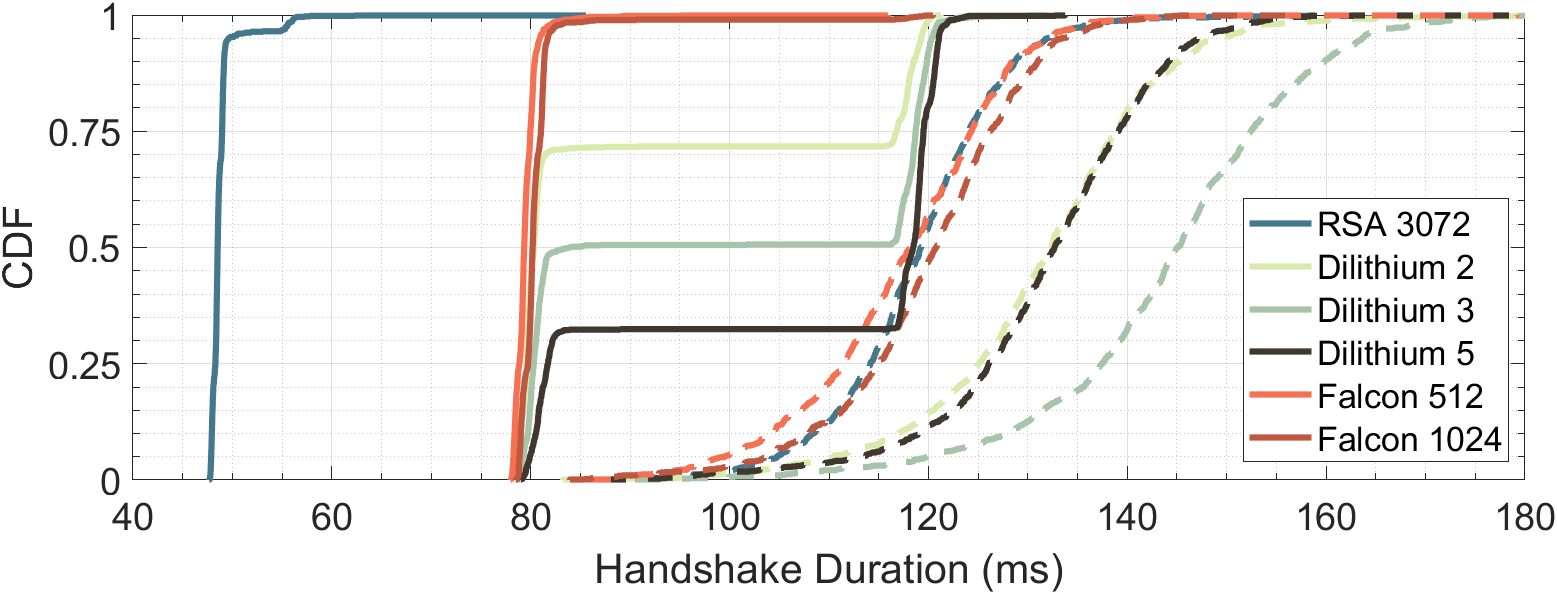 1
0.75
0.5
0.25
0
CDF
40 60 80 100 120 140 160 180
Handshake Duration (ms)
RSA 3072
Dilithium 2
Dilithium 3
Dilithium 5
Falcon 512
Falcon 1024